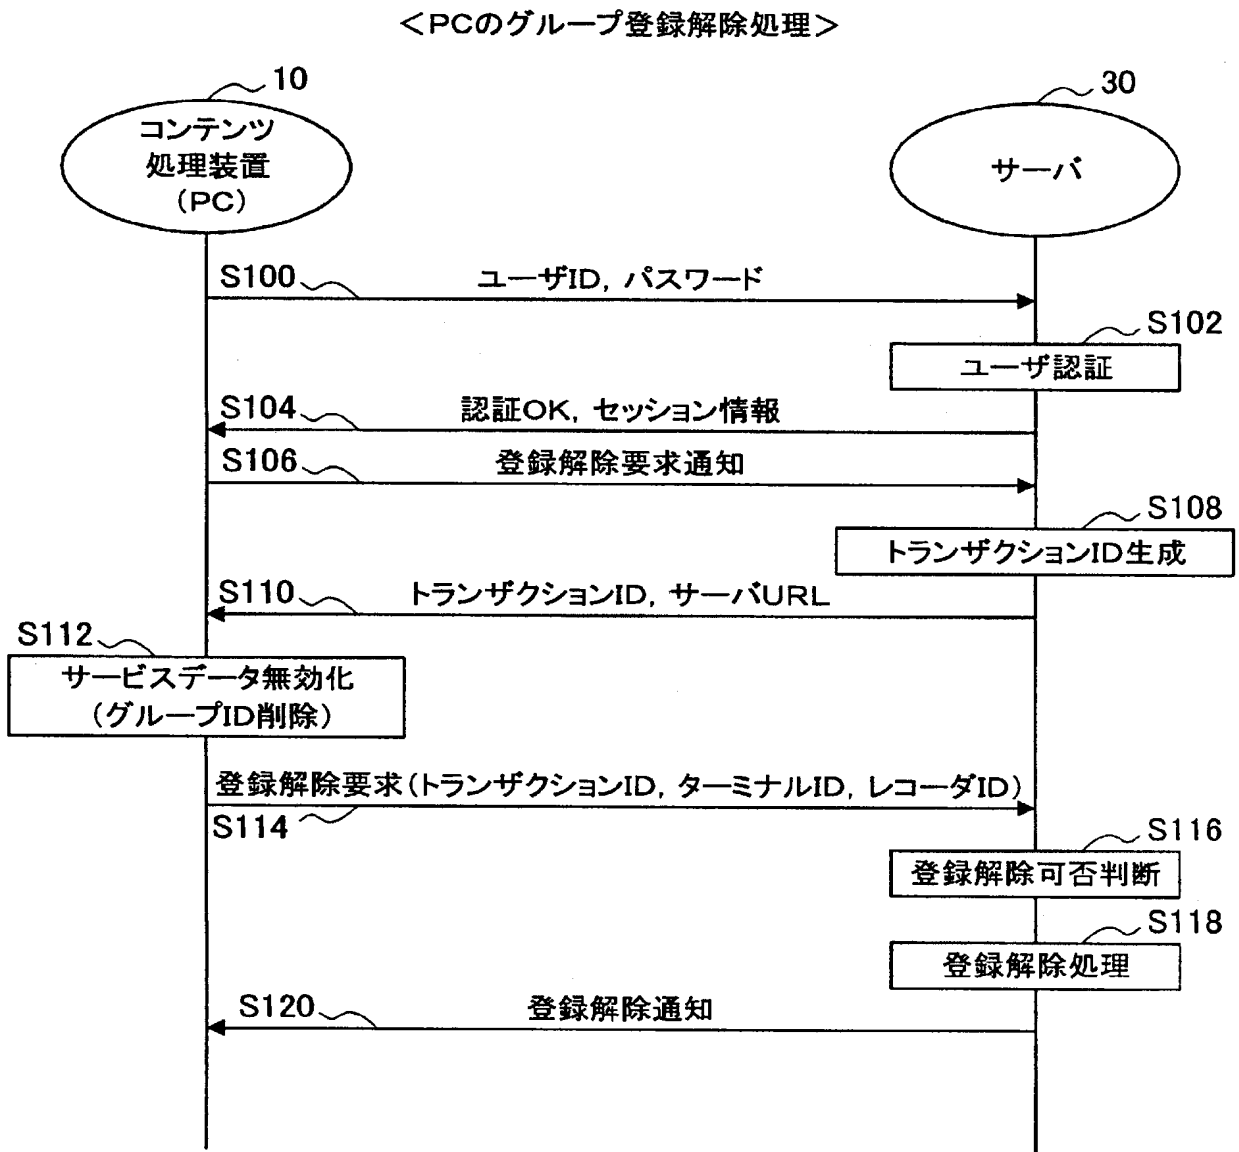 ＜PCのグループ登録解除処理＞
10
コンテンツ
処理装置
(PC)
30
サーバ
S100
ユーザID, パスワード
S102
ユーザ認証
S104
認証OK, セッション情報
S106
登録解除要求通知
S108
トランザクションID生成
S110
トランザクションID, サーバURL
S112
サービスデータ無効化
(グループID削除)
登録解除要求(トランザクションID, ターミナルID, レコーダID)
S114
S116
登録解除可否判断
S118
登録解除処理
S120
登録解除通知